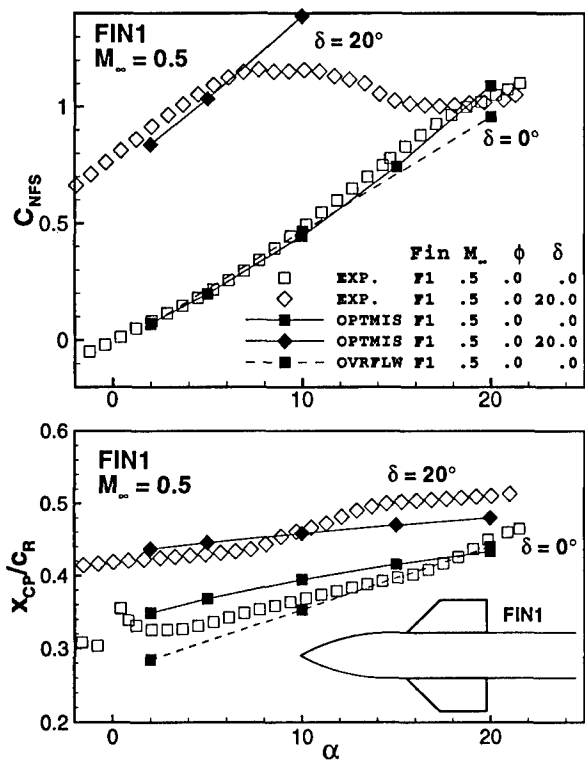 FIN1
M∞ = 0.5
δ = 20°
δ = 0°
C_NFS
1
0.5
0
Fin M∞ ϕ δ
EXP. F1 .5 .0 .0
EXP. F1 .5 .0 20.0
OPTMIS F1 .5 .0 .0
OPTMIS F1 .5 .0 20.0
OVRFLW F1 .5 .0 .0
0 10 20
FIN1
M∞ = 0.5
δ = 20°
δ = 0°
X_CP/C_R
0.6
0.5
0.4
0.3
0.2
FIN1
0 10 20
α